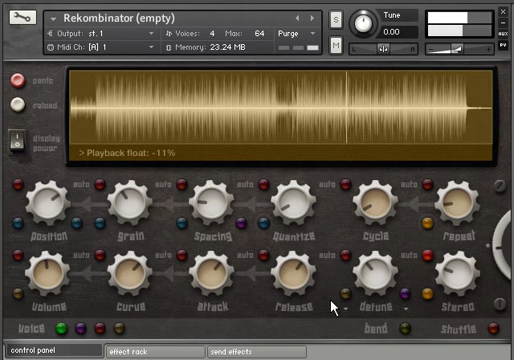 Rekombinator (empty)
S
Tune
0.00
Output: st. 1
Voices: 4 Max: 64 Purge
Midi Ch: [A] 1
Memory: 23.24 MB
M
AUX
PV
panic
reload
display
power
> Playback float: -11%
auto auto auto auto auto
position grain spacing quantize cycle repeat
auto auto auto auto auto
volume curve attack release detune stereo
voice bend shuffle
control panel effect rack send effects